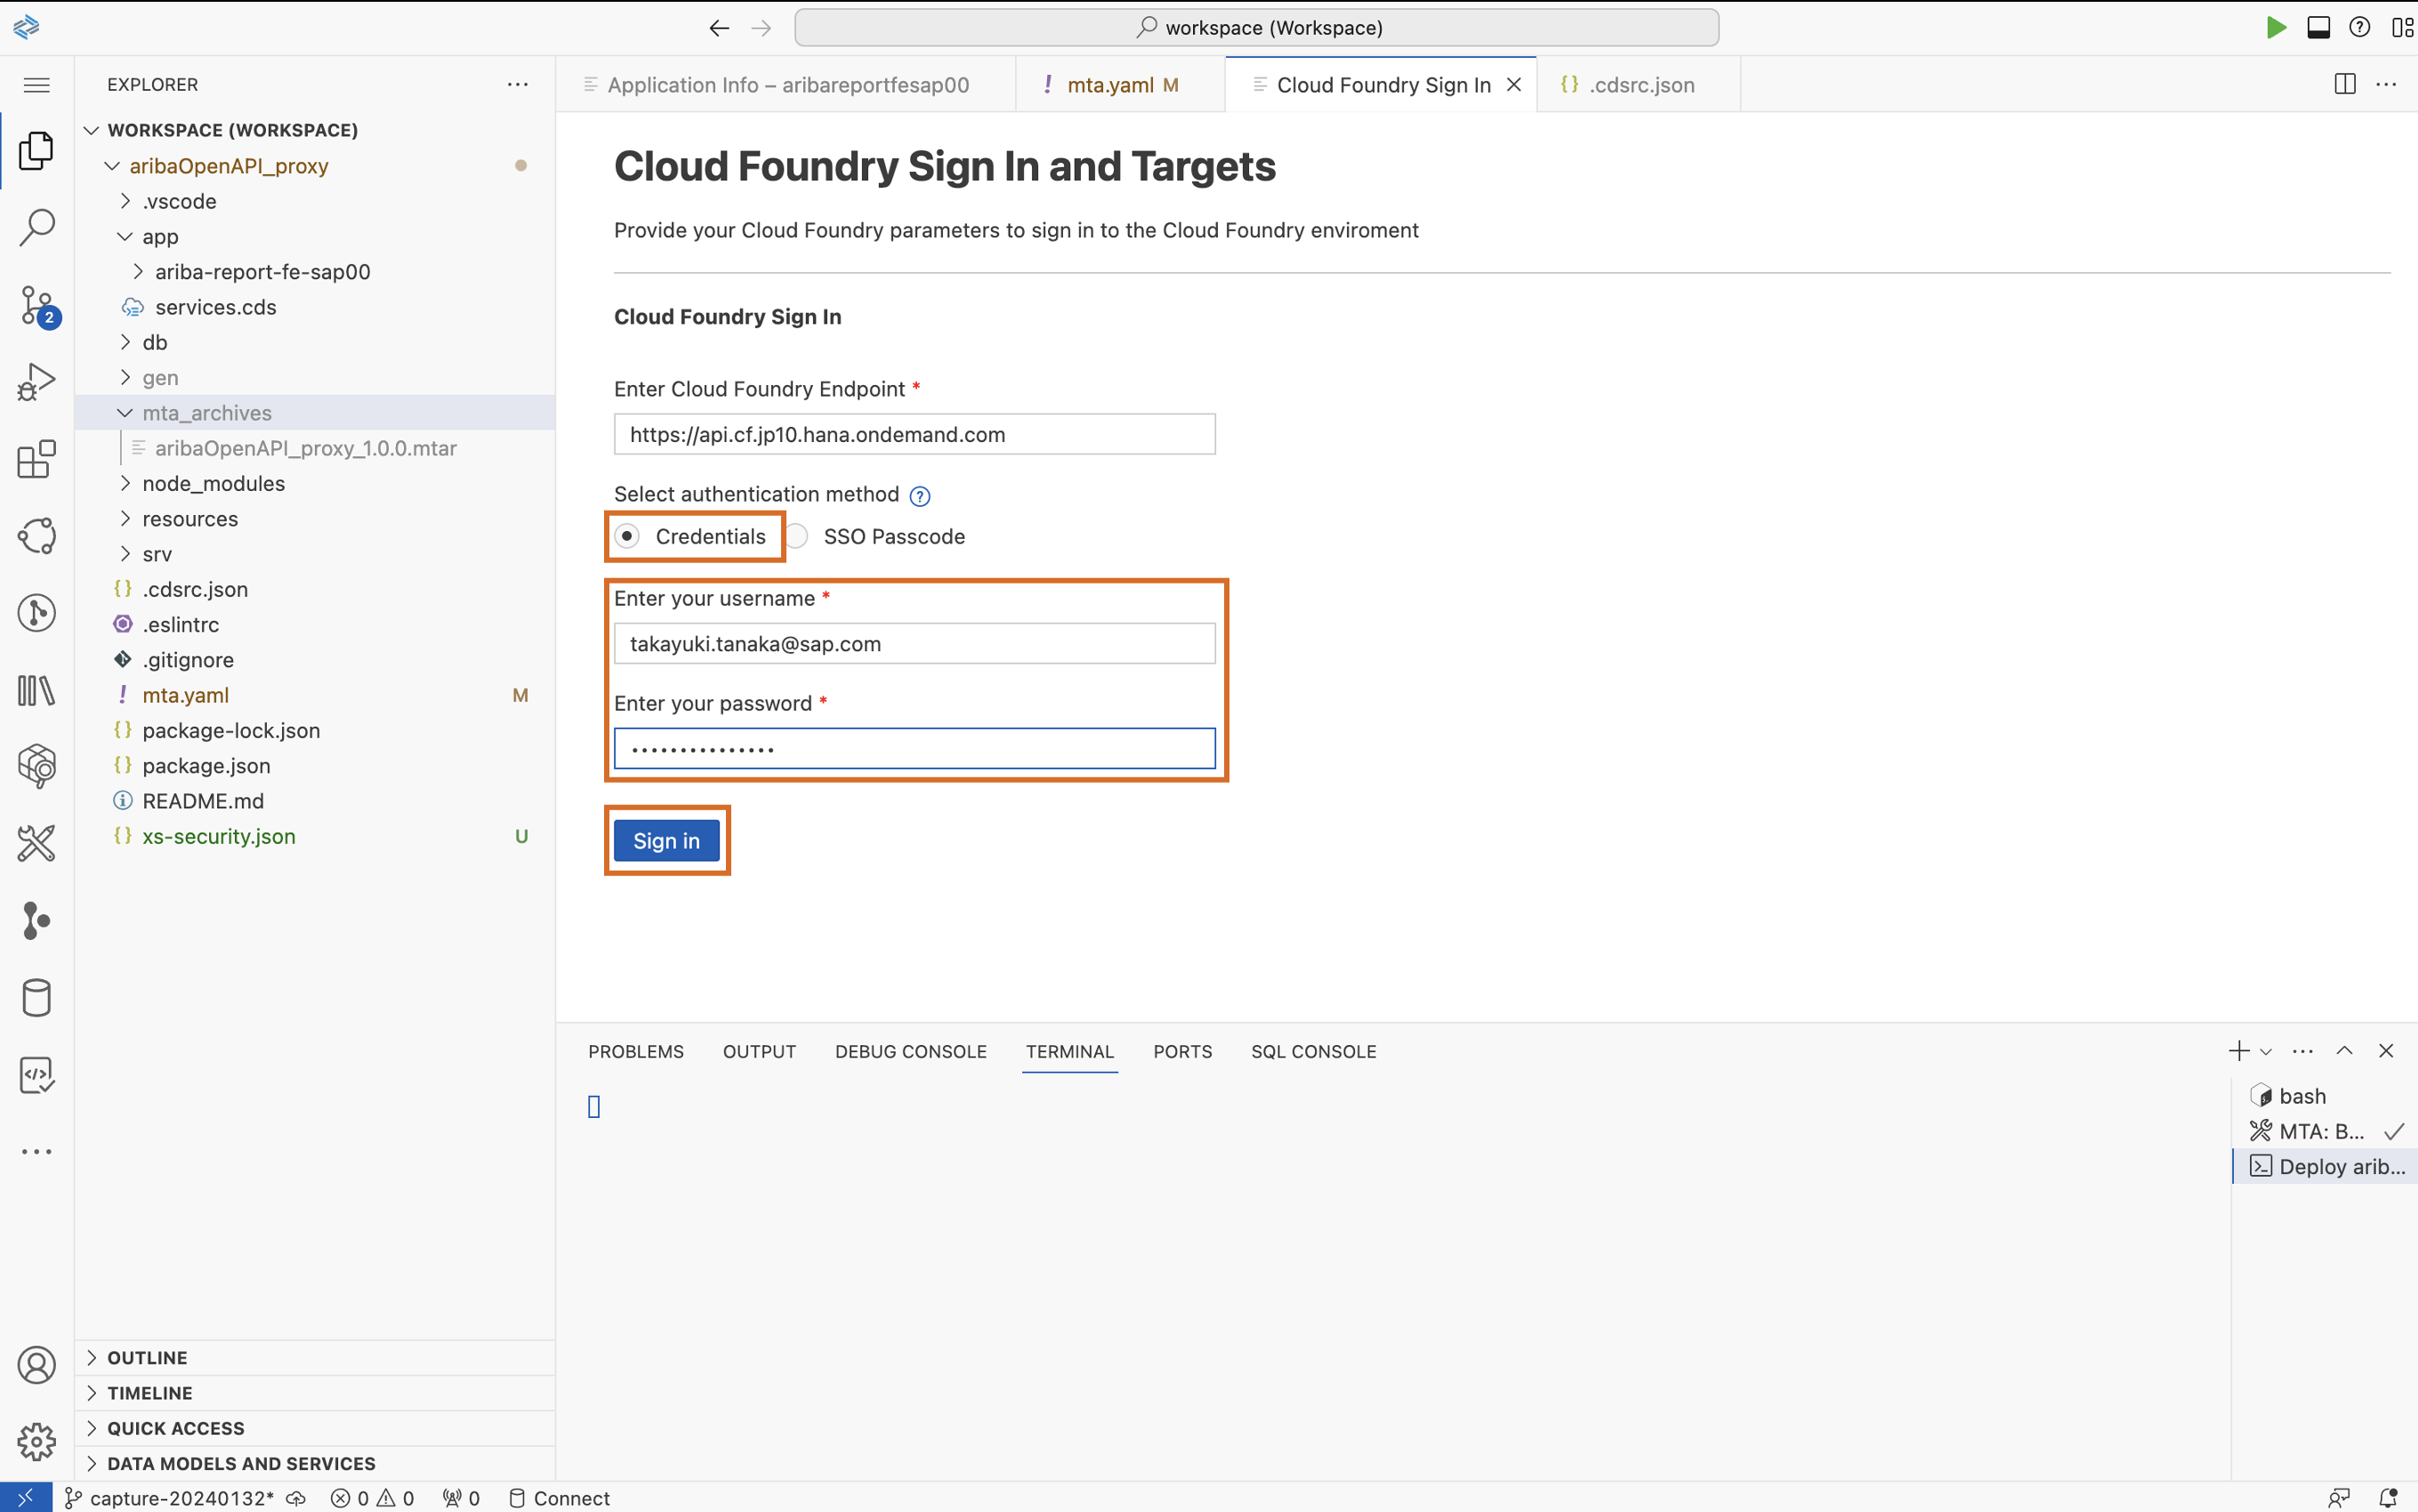 workspace (Workspace)
EXPLORER
Application Info – aribareportfesap00
mta.yaml M
Cloud Foundry Sign In
.cdsrc.json
WORKSPACE (WORKSPACE)
aribaOpenAPI_proxy
.vscode
app
ariba-report-fe-sap00
services.cds
db
gen
mta_archives
aribaOpenAPI_proxy_1.0.0.mtar
node_modules
resources
srv
.cdsrc.json
.eslintrc
.gitignore
mta.yaml M
package-lock.json
package.json
README.md
xs-security.json U
2
OUTLINE
TIMELINE
QUICK ACCESS
DATA MODELS AND SERVICES
Cloud Foundry Sign In and Targets
Provide your Cloud Foundry parameters to sign in to the Cloud Foundry enviroment
Cloud Foundry Sign In
Enter Cloud Foundry Endpoint *
https://api.cf.jp10.hana.ondemand.com
Select authentication method
Credentials SSO Passcode
Enter your username *
takayuki.tanaka@sap.com
Enter your password *
•••••••••••••••
Sign in
PROBLEMS OUTPUT DEBUG CONSOLE TERMINAL PORTS SQL CONSOLE
bash
MTA: B...
Deploy arib...
capture-20240132* 0 0 0 Connect